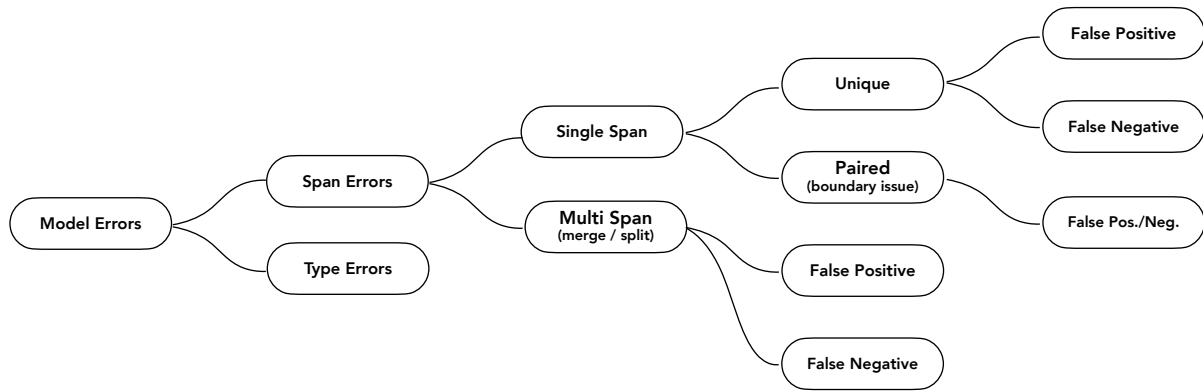 Model Errors
Span Errors
Type Errors
Single Span
Multi Span
(merge / split)
Unique
Paired
(boundary issue)
False Positive
False Negative
False Positive
False Negative
False Pos./Neg.